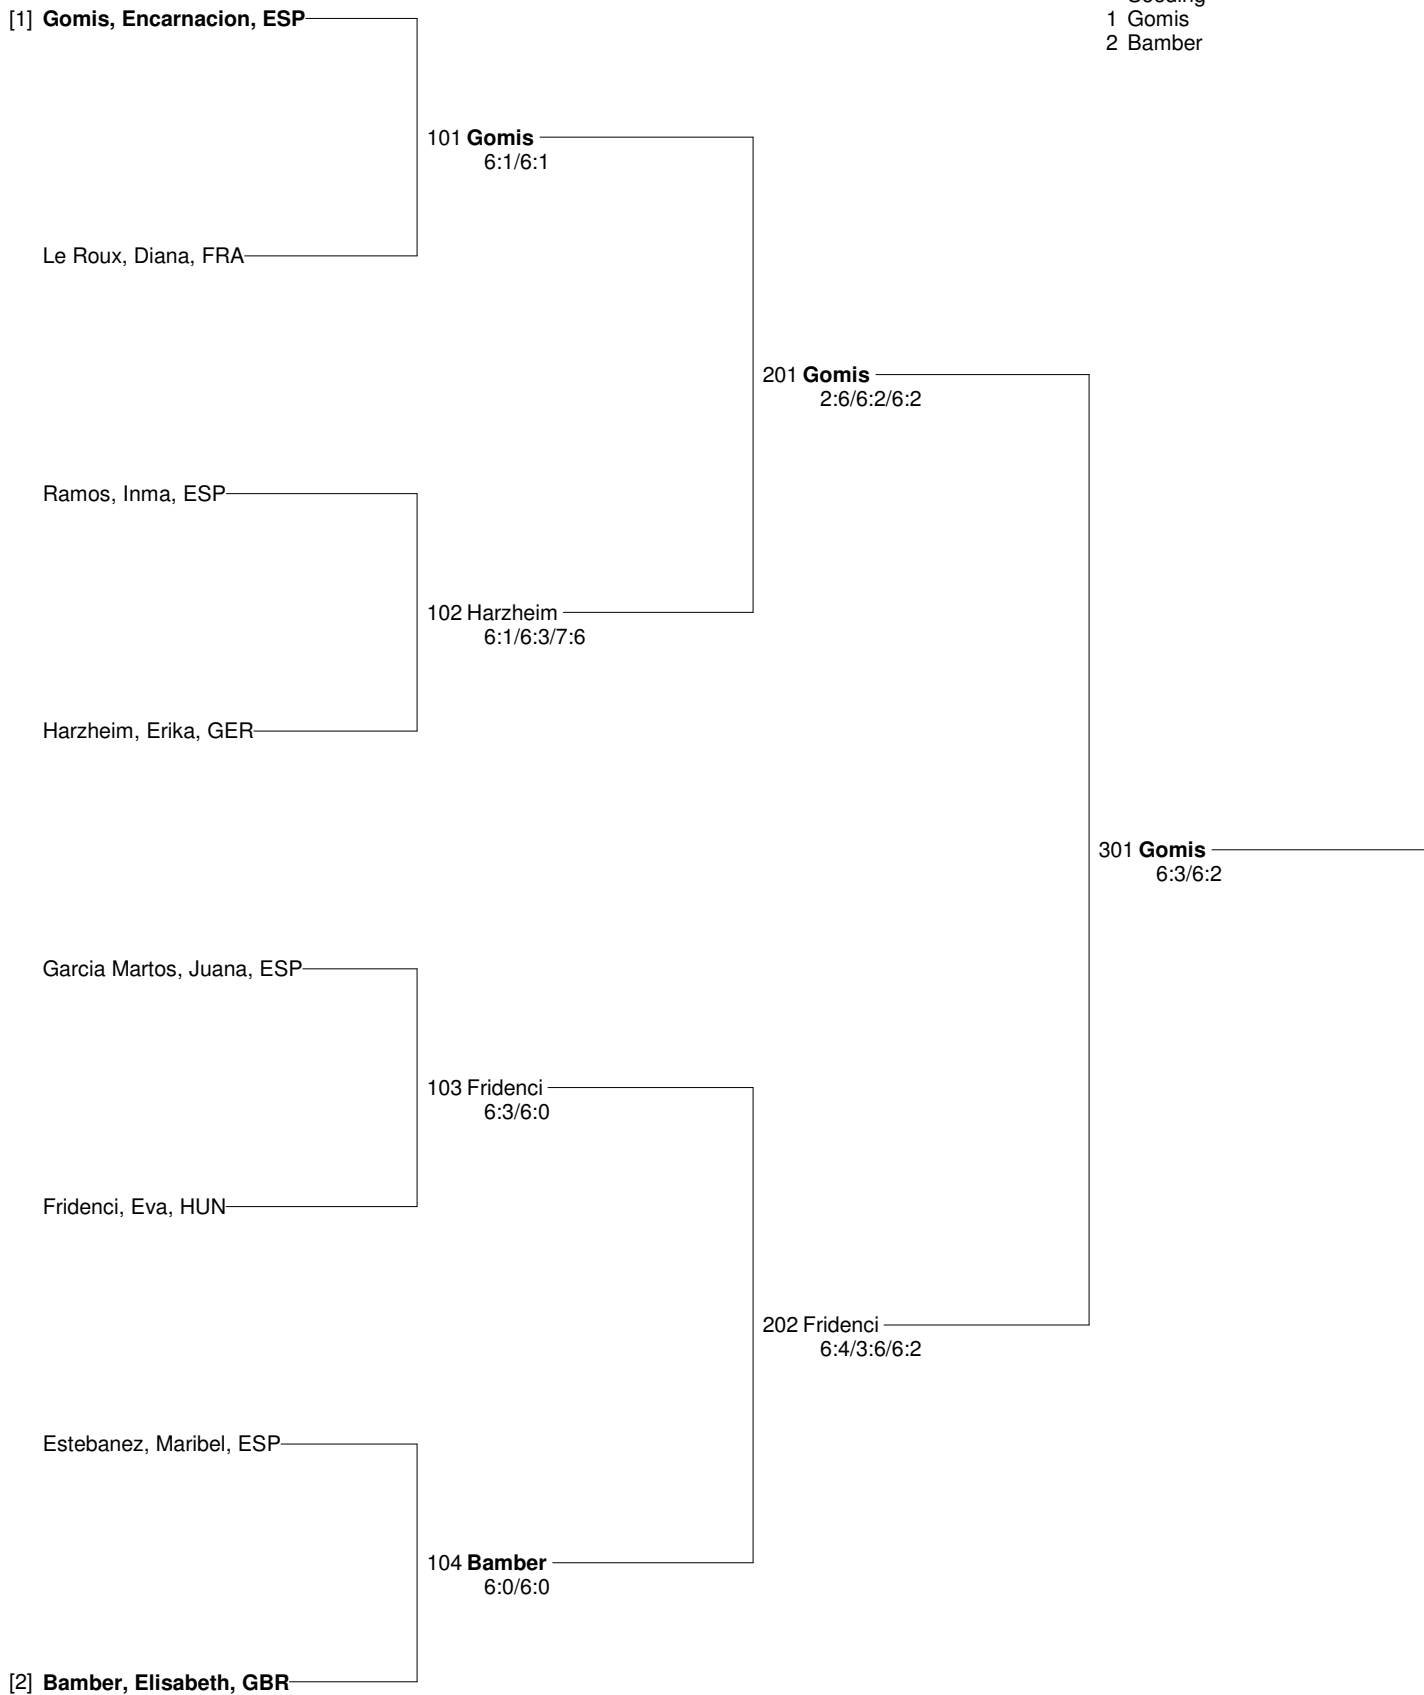 Seeding
[1] Gomis, Encarnacion, ESP
1 Gomis
2 Bamber
101 Gomis
6:1/6:1
Le Roux, Diana, FRA
201 Gomis
2:6/6:2/6:2
Ramos, Inma, ESP
102 Harzheim
6:1/6:3/7:6
Harzheim, Erika, GER
301 Gomis
6:3/6:2
Garcia Martos, Juana, ESP
103 Fridenci
6:3/6:0
Fridenci, Eva, HUN
202 Fridenci
6:4/3:6/6:2
Estebanez, Maribel, ESP
104 Bamber
6:0/6:0
[2] Bamber, Elisabeth, GBR